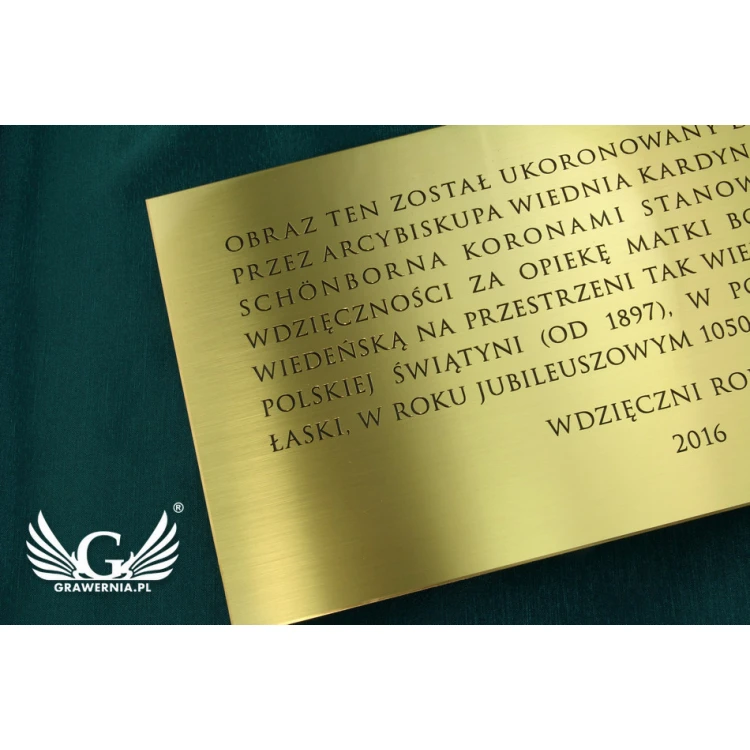 OBRAZ TEN ZOSTAŁ UKORONOWANY
PRZEZ ARCYBISKUPA WIEDNIA KARDYN
SCHÖNBORNA KORONAMI STANOW
WDZIĘCZNOŚCI ZA OPIEKĘ MATKI BO
WIEDEŃSKĄ NA PRZESTRZENI TAK WIE
POLSKIEJ ŚWIĄTYNI (OD 1897), W PO
ŁASKI, W ROKU JUBILEUSZOWYM 1050
WDZIĘCZNI RO
2016
G
®
GRAWERNIA.PL